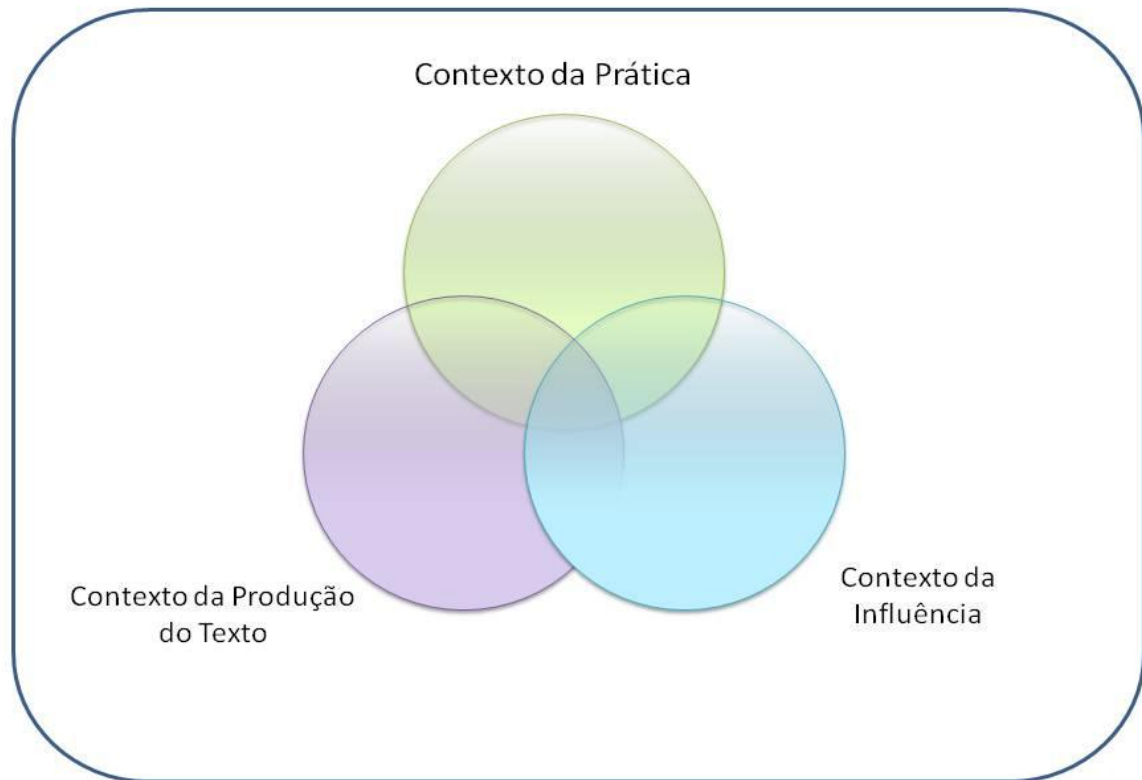 Contexto da Prática
Contexto da Produção
do Texto
Contexto da
Influência